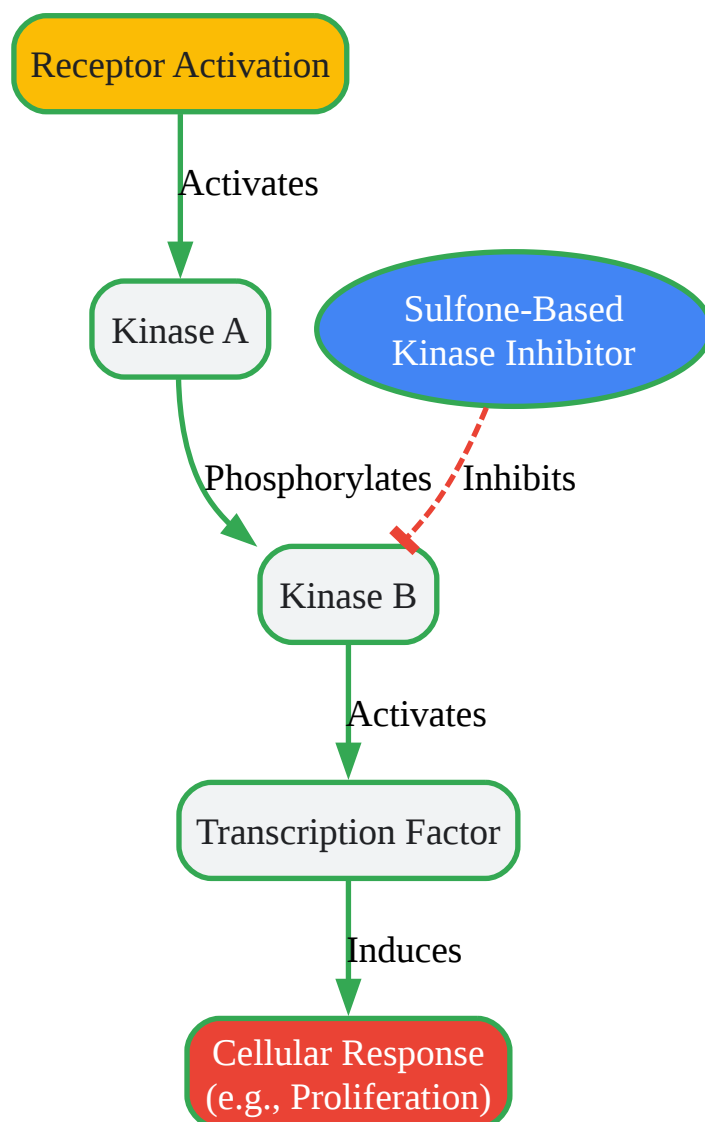 Receptor Activation
Activates
Kinase A
Sulfone-Based
Kinase Inhibitor
Phosphorylates
Inhibits
Kinase B
Activates
Transcription Factor
Induces
Cellular Response
(e.g., Proliferation)